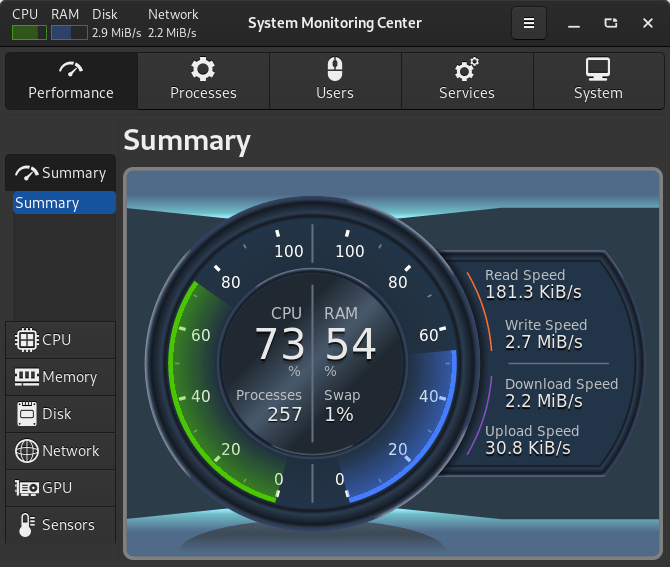 CPU RAM Disk Network
2.9 MiB/s 2.2 MiB/s
System Monitoring Center
Performance Processes Users Services System
Summary
Summary
Summary
CPU
Memory
Disk
Network
GPU
Sensors
100 100
80 80
60 60
40 40
20 20
0 0
CPU RAM
73 54
% %
Processes Swap
257 1%
Read Speed
181.3 KiB/s
Write Speed
2.7 MiB/s
Download Speed
2.2 MiB/s
Upload Speed
30.8 KiB/s